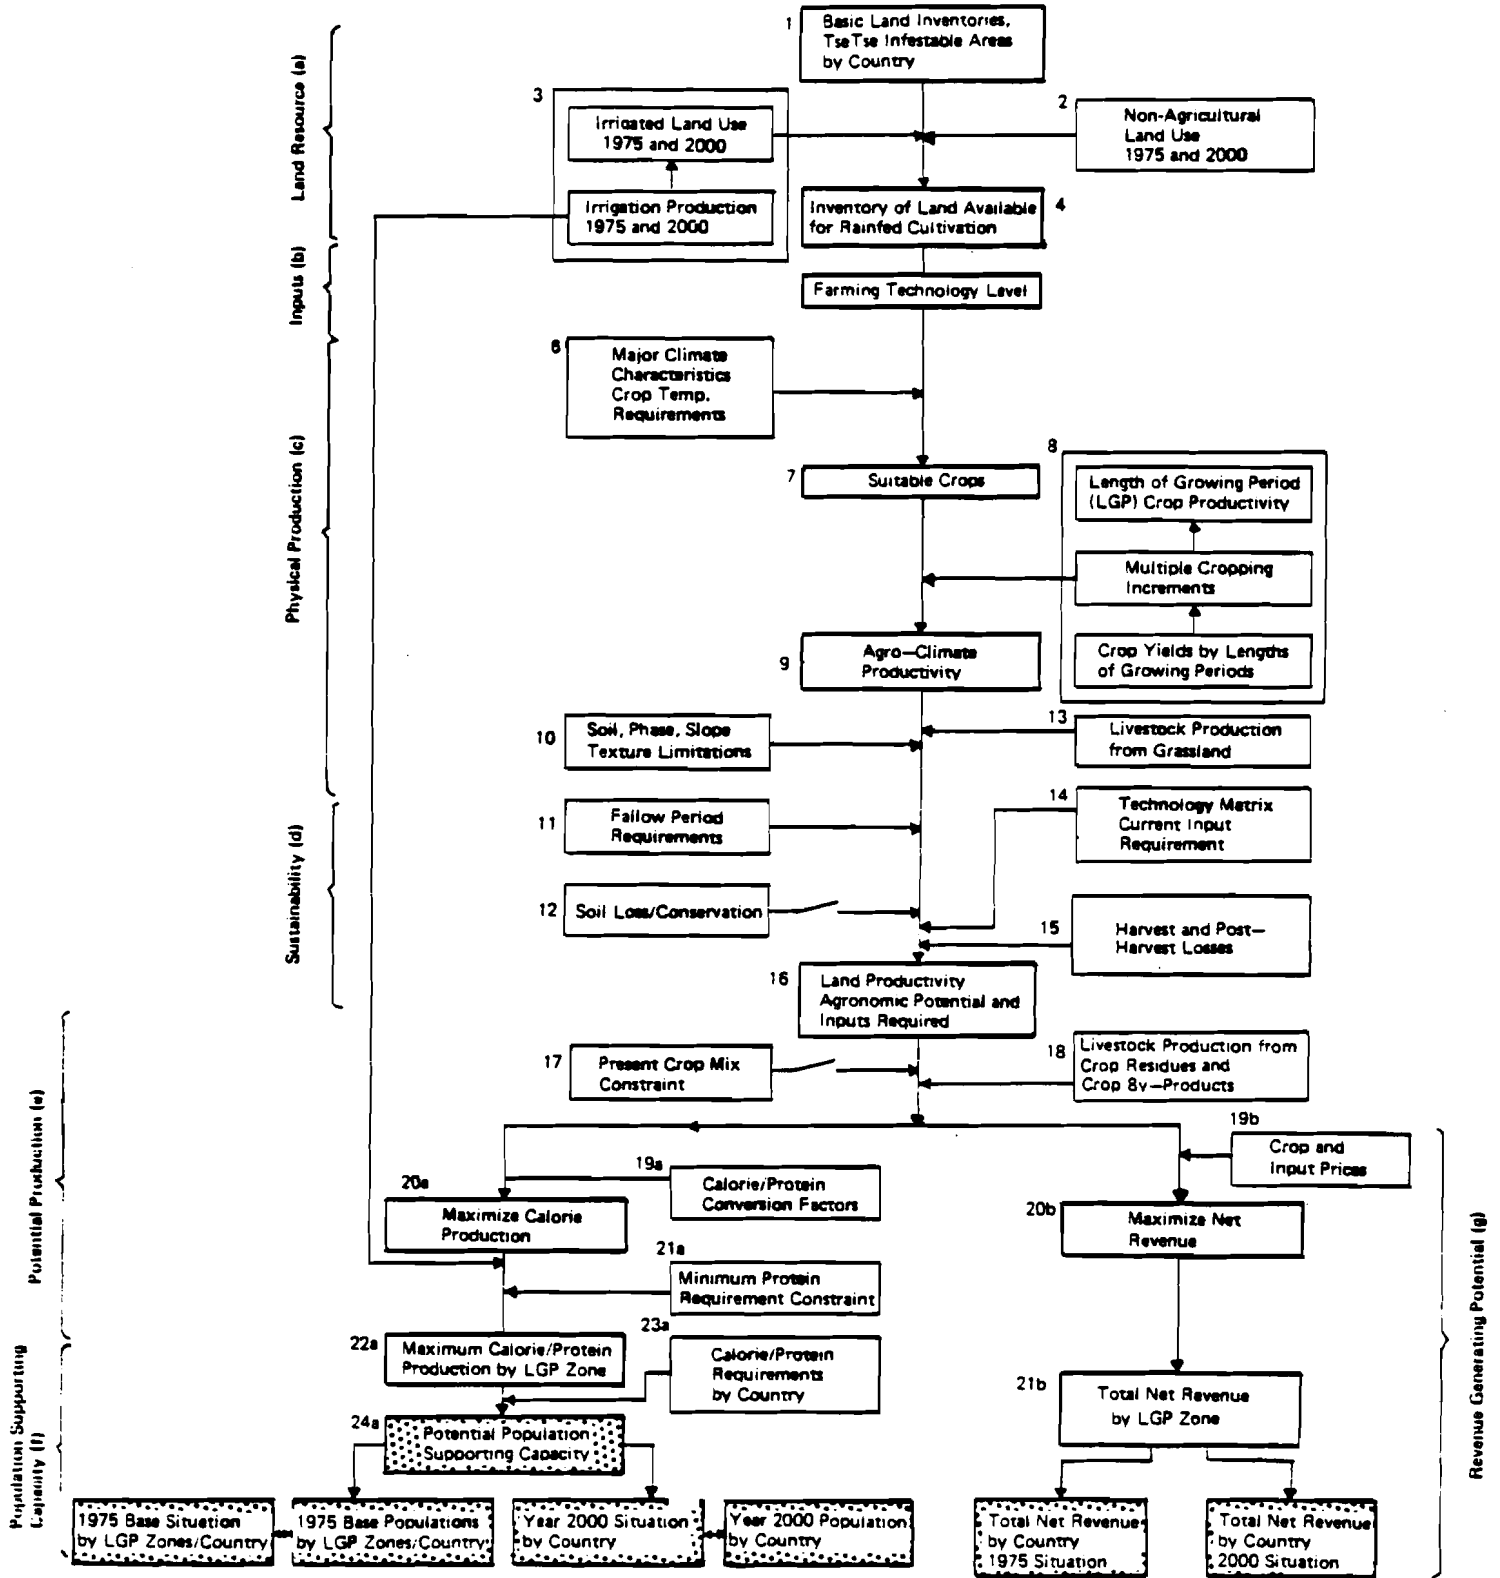 1
Basic Land Inventories,
TseTse Infestable Areas
by Country
Land Resource (a)
3
Irrigated Land Use
1975 and 2000
2
Non-Agricultural
Land Use
1975 and 2000
Irrigation Production
1975 and 2000
Inventory of Land Available
for Rainfed Cultivation
4
Inputs (b)
Farming Technology Level
6
Major Climate
Characteristics
Crop Temp.
Requirements
Physical Production (c)
7
Suitable Crops
8
Length of Growing Period
(LGP) Crop Productivity
Multiple Cropping
Increments
Crop Yields by Lengths
of Growing Periods
9
Agro—Climate
Productivity
10
Soil, Phase, Slope
Texture Limitations
13
Livestock Production
from Grassland
Sustainability (d)
11
Fallow Period
Requirements
14
Technology Matrix
Current Input
Requirement
12
Soil Loss/Conservation
15
Harvest and Post—
Harvest Losses
16
Land Productivity
Agronomic Potential and
Inputs Required
17
Present Crop Mix
Constraint
18
Livestock Production from
Crop Residues and
Crop By—Products
Potential Production (e)
19b
Crop and
Input Prices
19a
Calorie/Protein
Conversion Factors
20a
Maximize Calorie
Production
20b
Maximize Net
Revenue
21a
Minimum Protein
Requirement Constraint
Revenue Generating Potential (g)
22a
Maximum Calorie/Protein
Production by LGP Zone
23a
Calorie/Protein
Requirements
by Country
21b
Total Net Revenue
by LGP Zone
Population Supporting
Capacity (f)
24a
Potential Population
Supporting Capacity
1975 Base Situation
by LGP Zones/Country
1975 Base Populations
by LGP Zones/Country
Year 2000 Situation
by Country
Year 2000 Population
by Country
Total Net Revenue
by Country
1975 Situation
Total Net Revenue
by Country
2000 Situation